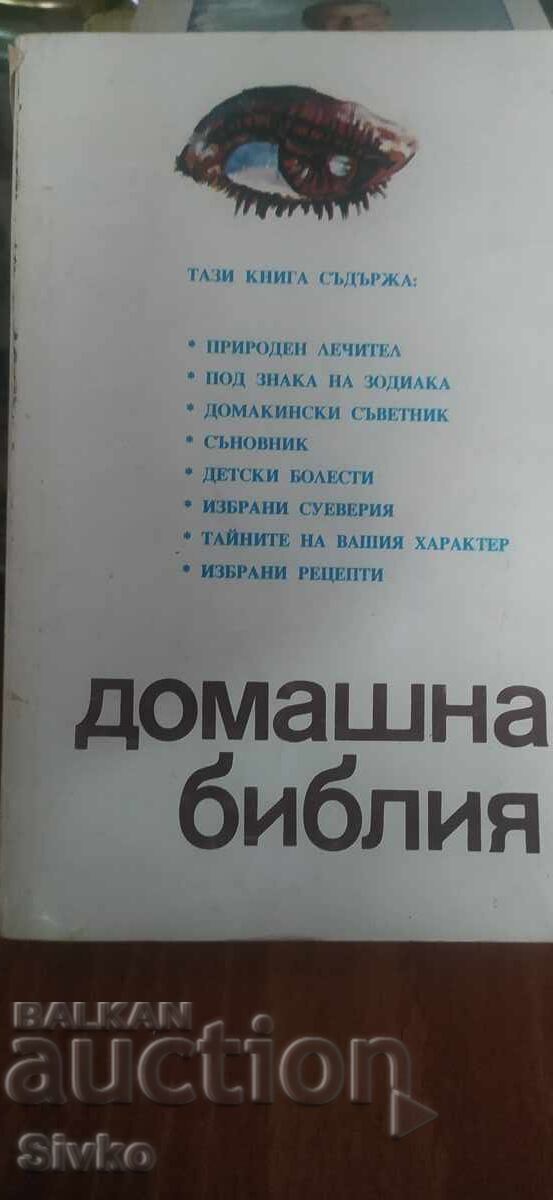 ТАЗИ КНИГА СЪДЪРЖА:
* ПРИРОДЕН ЛЕЧИТЕЛ
* ПОД ЗНАКА НА ЗОДИАКА
* ДОМАКИНСКИ СЪВЕТНИК
* СЪНОВНИК
* ДЕТСКИ БОЛЕСТИ
* ИЗБРАНИ СУЕВЕРИЯ
* ТАЙНИТЕ НА ВАШИЯ ХАРАКТЕР
* ИЗБРАНИ РЕЦЕПТИ
домашна
библия
BALKAN
auction
Sivko